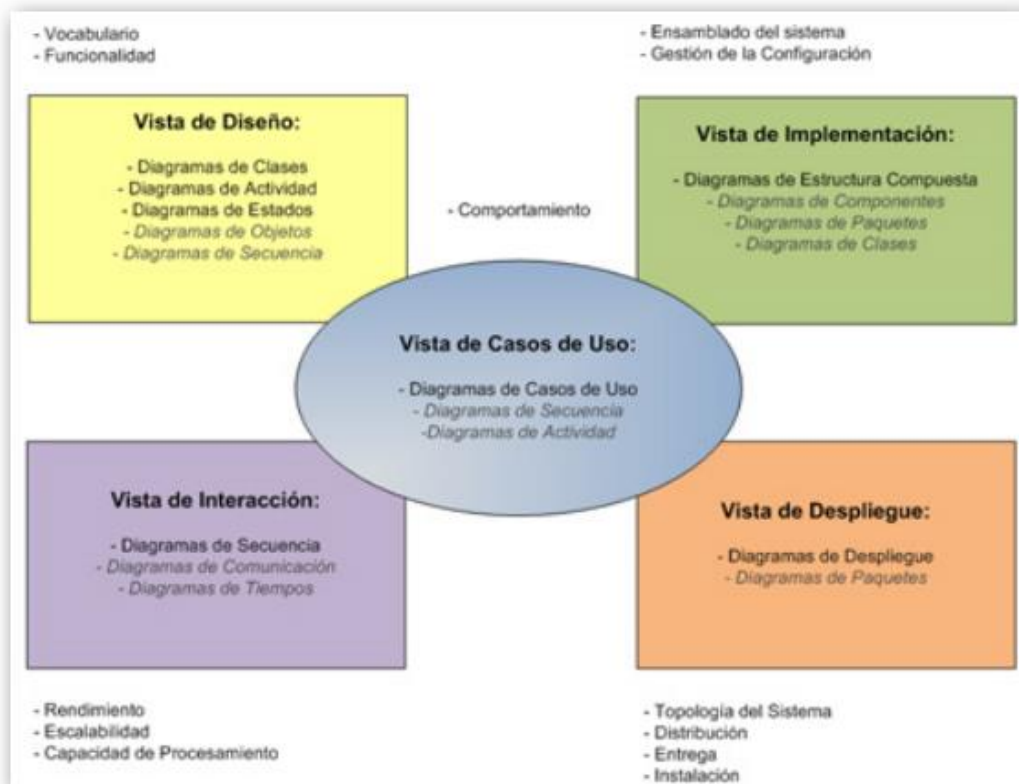 - Vocabulario
- Funcionalidad
- Ensamblado del sistema
- Gestión de la Configuración
Vista de Diseño:
- Diagramas de Clases
- Diagramas de Actividad
- Diagramas de Estados
- Diagramas de Objetos
- Diagramas de Secuencia
- Comportamiento
Vista de Implementación:
- Diagramas de Estructura Compuesta
- Diagramas de Componentes
- Diagramas de Paquetes
- Diagramas de Clases
Vista de Casos de Uso:
- Diagramas de Casos de Uso
- Diagramas de Secuencia
-Diagramas de Actividad
Vista de Interacción:
- Diagramas de Secuencia
- Diagramas de Comunicación
- Diagramas de Tiempos
Vista de Despliegue:
- Diagramas de Despliegue
- Diagramas de Paquetes
- Rendimiento
- Escalabilidad
- Capacidad de Procesamiento
- Topología del Sistema
- Distribución
- Entrega
- Instalación